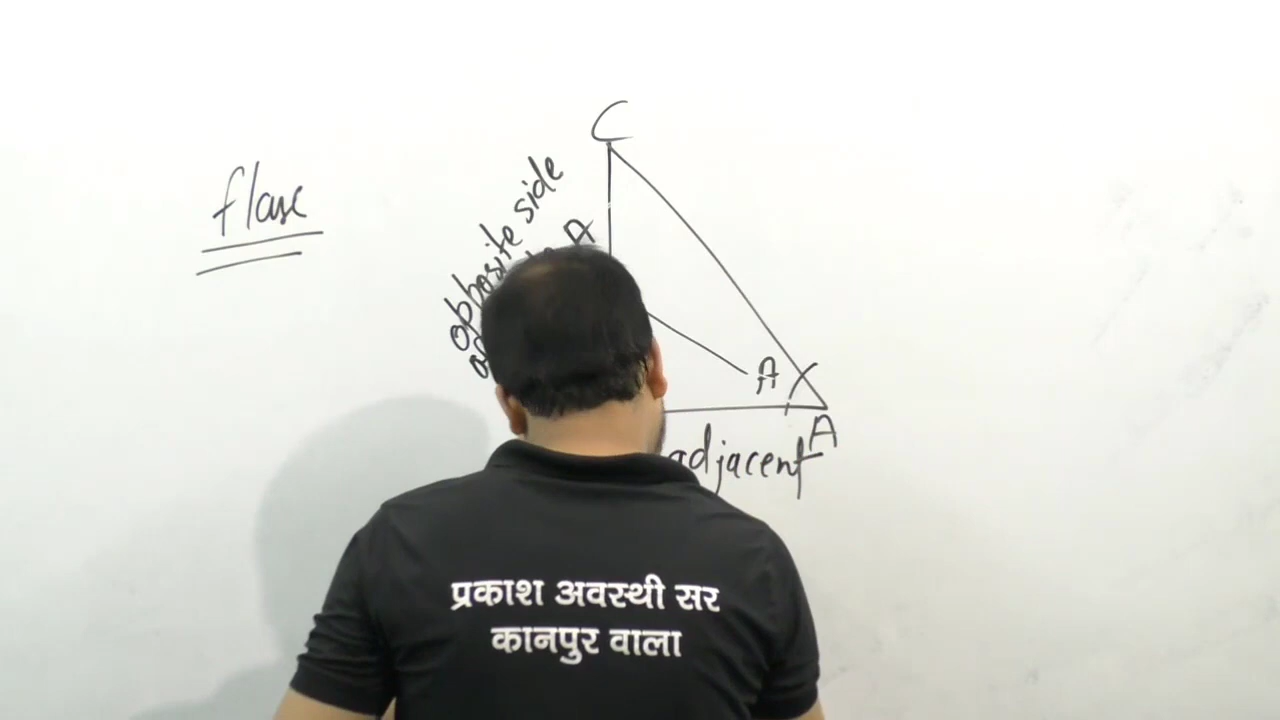 flase
C
opposite side
A
A
A
adjacent
प्रकाश अवस्थी सर
कानपुर वाला